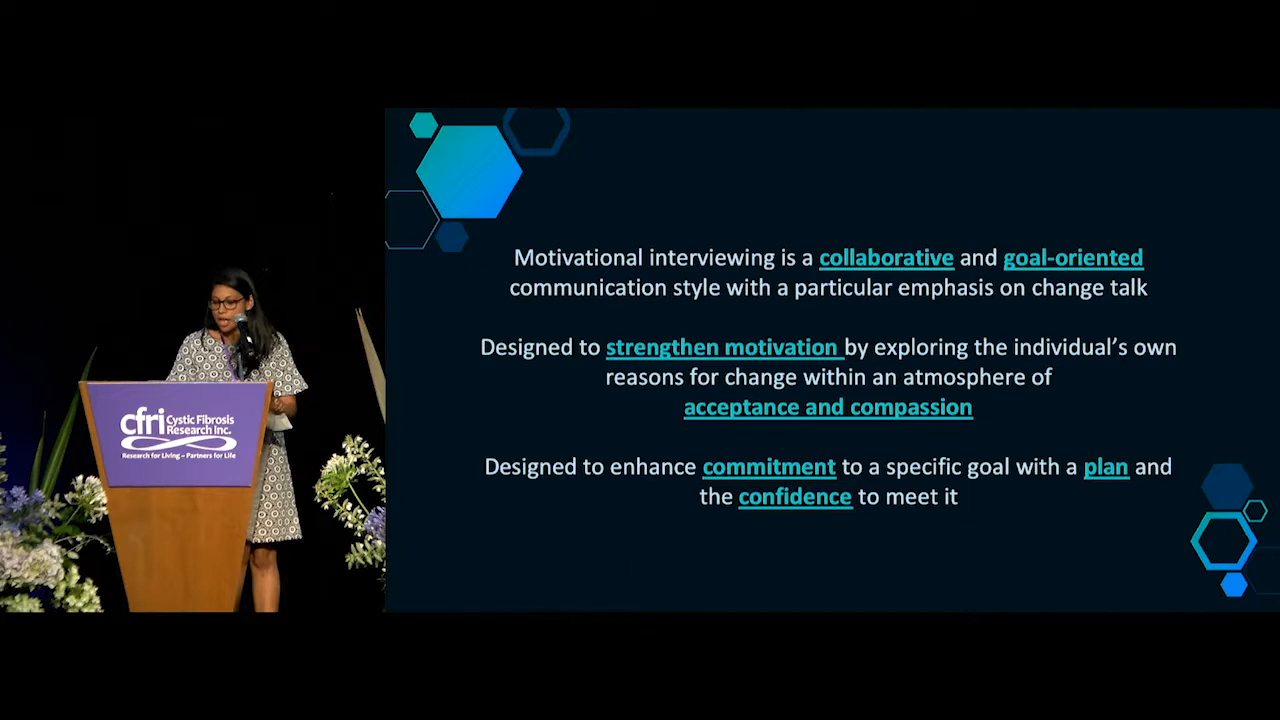 cfri Cystic Fibrosis
Research Inc.
Research for Living ~ Partners for Life
Motivational interviewing is a collaborative and goal-oriented
communication style with a particular emphasis on change talk
Designed to strengthen motivation by exploring the individual's own
reasons for change within an atmosphere of
acceptance and compassion
Designed to enhance commitment to a specific goal with a plan and
the confidence to meet it